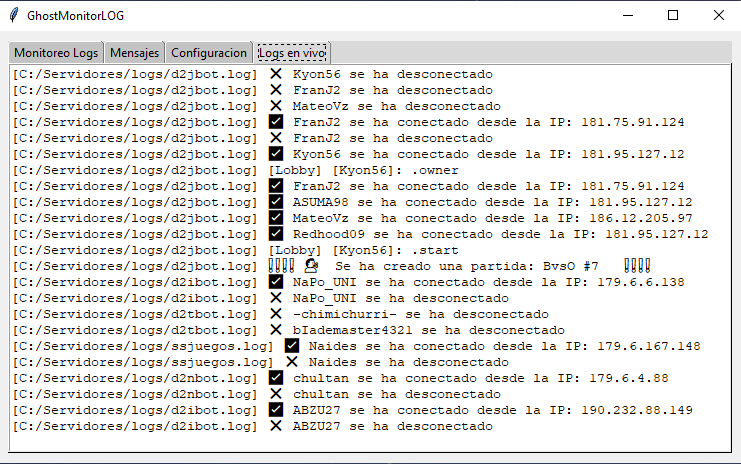 GhostMonitorLOG
Monitoreo Logs Mensajes Configuracion Logs en vivo
[C:/Servidores/logs/d2jbot.log] ❌ Kyon56 se ha desconectado
[C:/Servidores/logs/d2jbot.log] ❌ FranJ2 se ha desconectado
[C:/Servidores/logs/d2jbot.log] ❌ MateoVz se ha desconectado
[C:/Servidores/logs/d2jbot.log] ✅ FranJ2 se ha conectado desde la IP: 181.75.91.124
[C:/Servidores/logs/d2jbot.log] ❌ FranJ2 se ha desconectado
[C:/Servidores/logs/d2jbot.log] ✅ Kyon56 se ha conectado desde la IP: 181.95.127.12
[C:/Servidores/logs/d2jbot.log] [Lobby] [Kyon56]: .owner
[C:/Servidores/logs/d2jbot.log] ✅ FranJ2 se ha conectado desde la IP: 181.75.91.124
[C:/Servidores/logs/d2jbot.log] ✅ ASUMA98 se ha conectado desde la IP: 181.95.127.12
[C:/Servidores/logs/d2jbot.log] ✅ MateoVz se ha conectado desde la IP: 186.12.205.97
[C:/Servidores/logs/d2jbot.log] ✅ Redhood09 se ha conectado desde la IP: 181.95.127.12
[C:/Servidores/logs/d2jbot.log] [Lobby] [Kyon56]: .start
[C:/Servidores/logs/d2jbot.log] ‼‼ Se ha creado una partida: BvsO #7 ‼‼
[C:/Servidores/logs/d2ibot.log] ✅ NaPo_UNI se ha conectado desde la IP: 179.6.6.138
[C:/Servidores/logs/d2ibot.log] ❌ NaPo_UNI se ha desconectado
[C:/Servidores/logs/d2tbot.log] ❌ -chimichurri- se ha desconectado
[C:/Servidores/logs/d2tbot.log] ❌ bIademaster4321 se ha desconectado
[C:/Servidores/logs/ssjuegos.log] ✅ Naides se ha conectado desde la IP: 179.6.167.148
[C:/Servidores/logs/ssjuegos.log] ❌ Naides se ha desconectado
[C:/Servidores/logs/d2nbot.log] ✅ chultan se ha conectado desde la IP: 179.6.4.88
[C:/Servidores/logs/d2nbot.log] ❌ chultan se ha desconectado
[C:/Servidores/logs/d2ibot.log] ✅ ABZU27 se ha conectado desde la IP: 190.232.88.149
[C:/Servidores/logs/d2ibot.log] ❌ ABZU27 se ha desconectado